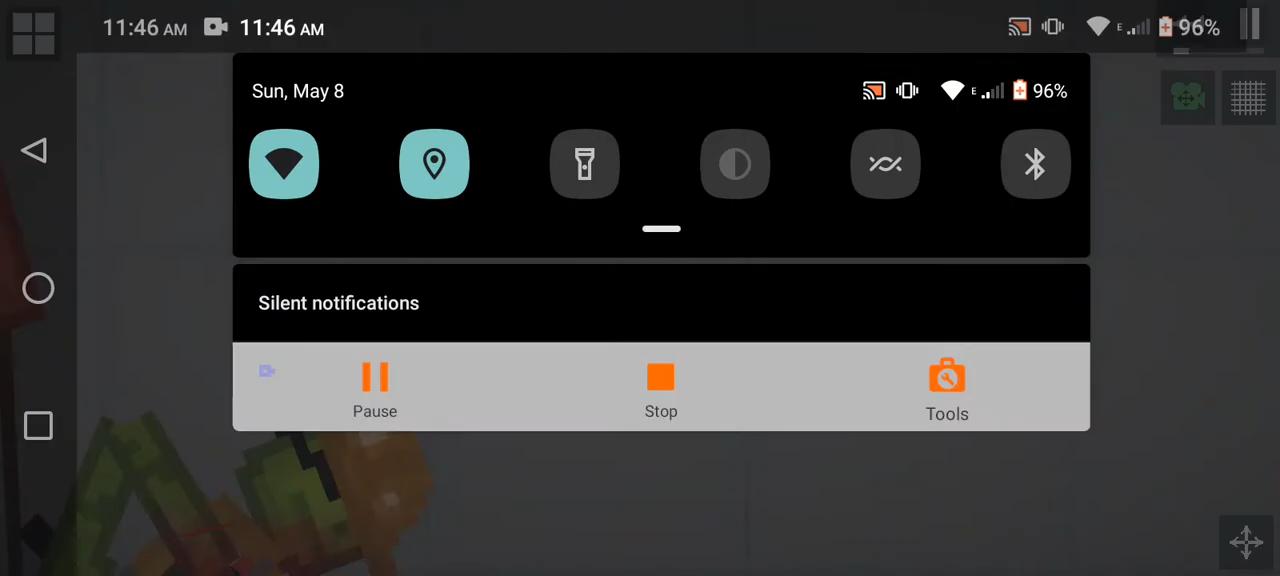 11:46 AM 11:46 AM E 96%
Sun, May 8 E 96%
Silent notifications
Pause Stop Tools